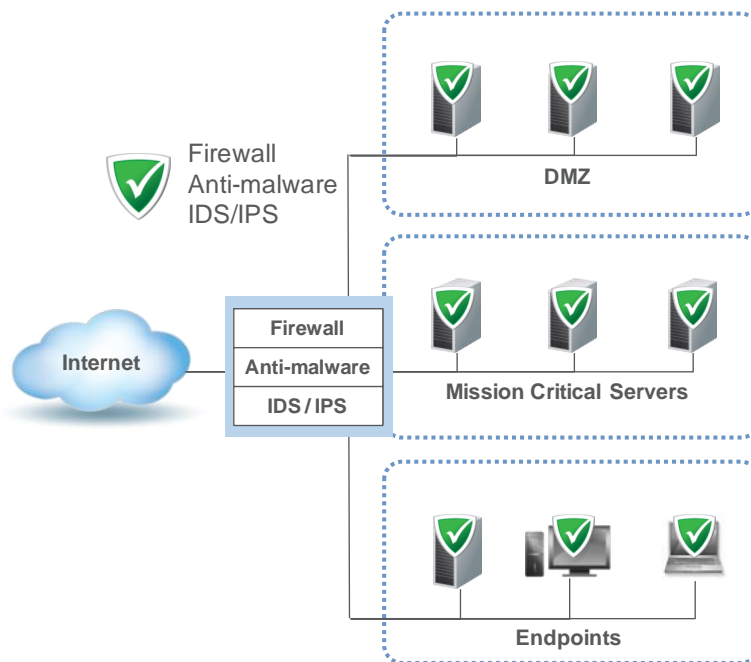 Firewall
Anti-malware
IDS/IPS
DMZ
Internet
Firewall
Anti-malware
IDS / IPS
Mission Critical Servers
Endpoints